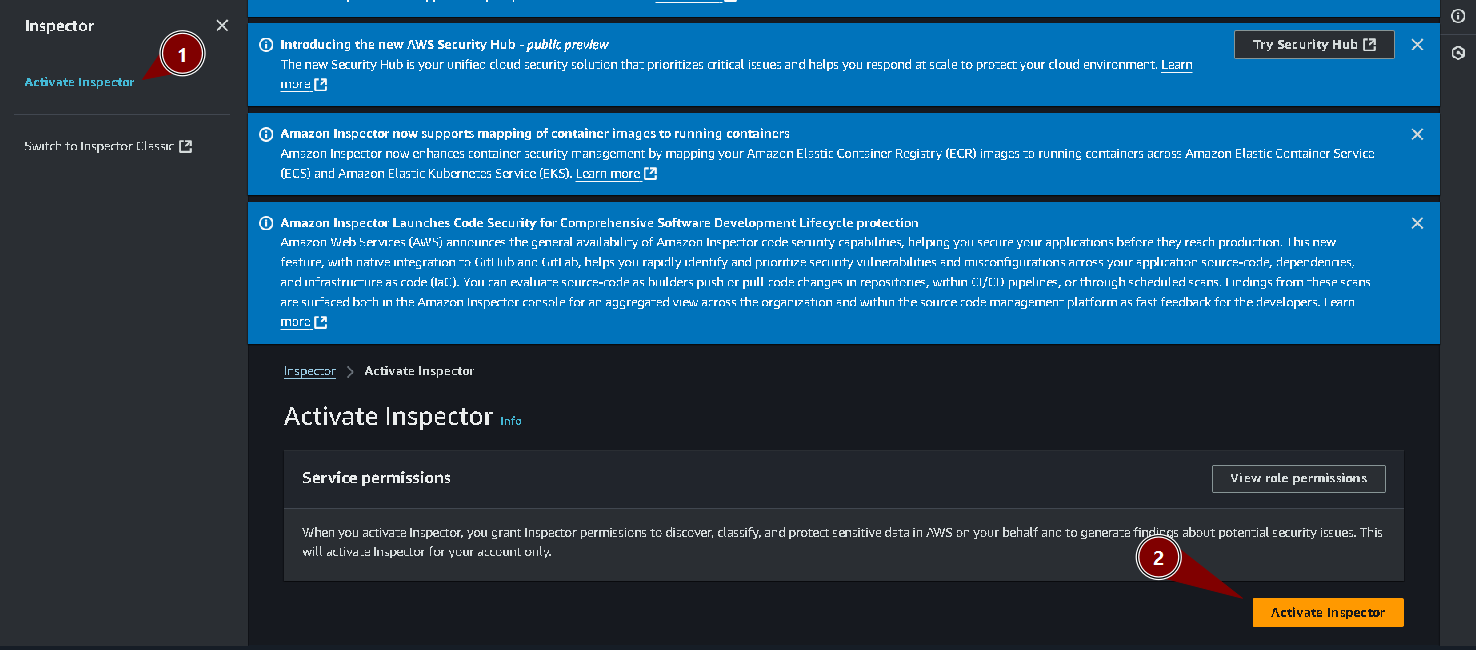 Inspector
1
Activate Inspector
Switch to Inspector Classic
Introducing the new AWS Security Hub - public preview
The new Security Hub is your unified cloud security solution that prioritizes critical issues and helps you respond at scale to protect your cloud environment. Learn
more
Try Security Hub
Amazon Inspector now supports mapping of container images to running containers
Amazon Inspector now enhances container security management by mapping your Amazon Elastic Container Registry (ECR) images to running containers across Amazon Elastic Container Service
(ECS) and Amazon Elastic Kubernetes Service (EKS). Learn more
Amazon Inspector Launches Code Security for Comprehensive Software Development Lifecycle protection
Amazon Web Services (AWS) announces the general availability of Amazon Inspector code security capabilities, helping you secure your applications before they reach production. This new
feature, with native integration to GitHub and GitLab, helps you rapidly identify and prioritize security vulnerabilities and misconfigurations across your application source-code, dependencies,
and infrastructure as code (IaC). You can evaluate source-code as builders push or pull code changes in repositories, within CI/CD pipelines, or through scheduled scans. Findings from these scans
are surfaced both in the Amazon Inspector console for an aggregated view across the organization and within the source code management platform as fast feedback for the developers. Learn
more
Inspector > Activate Inspector
Activate Inspector Info
Service permissions
View role permissions
When you activate Inspector, you grant Inspector permissions to discover, classify, and protect sensitive data in AWS on your behalf and to generate findings about potential security issues. This
will activate Inspector for your account only.
2
Activate Inspector